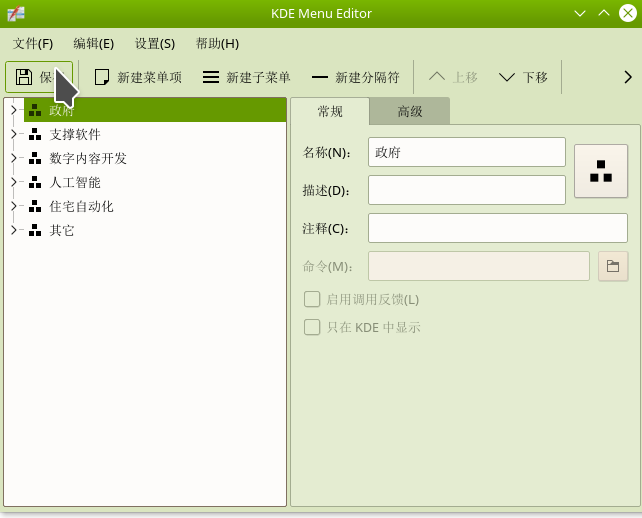 KDE Menu Editor
文件(F) 编辑(E) 设置(S) 帮助(H)
保 新建菜单项 新建子菜单 新建分隔符 上移 下移
政府
支撑软件
数字内容开发
人工智能
住宅自动化
其它
常规 高级
名称(N): 政府
描述(D):
注释(C):
命令(M):
启用调用反馈(L)
只在 KDE 中显示